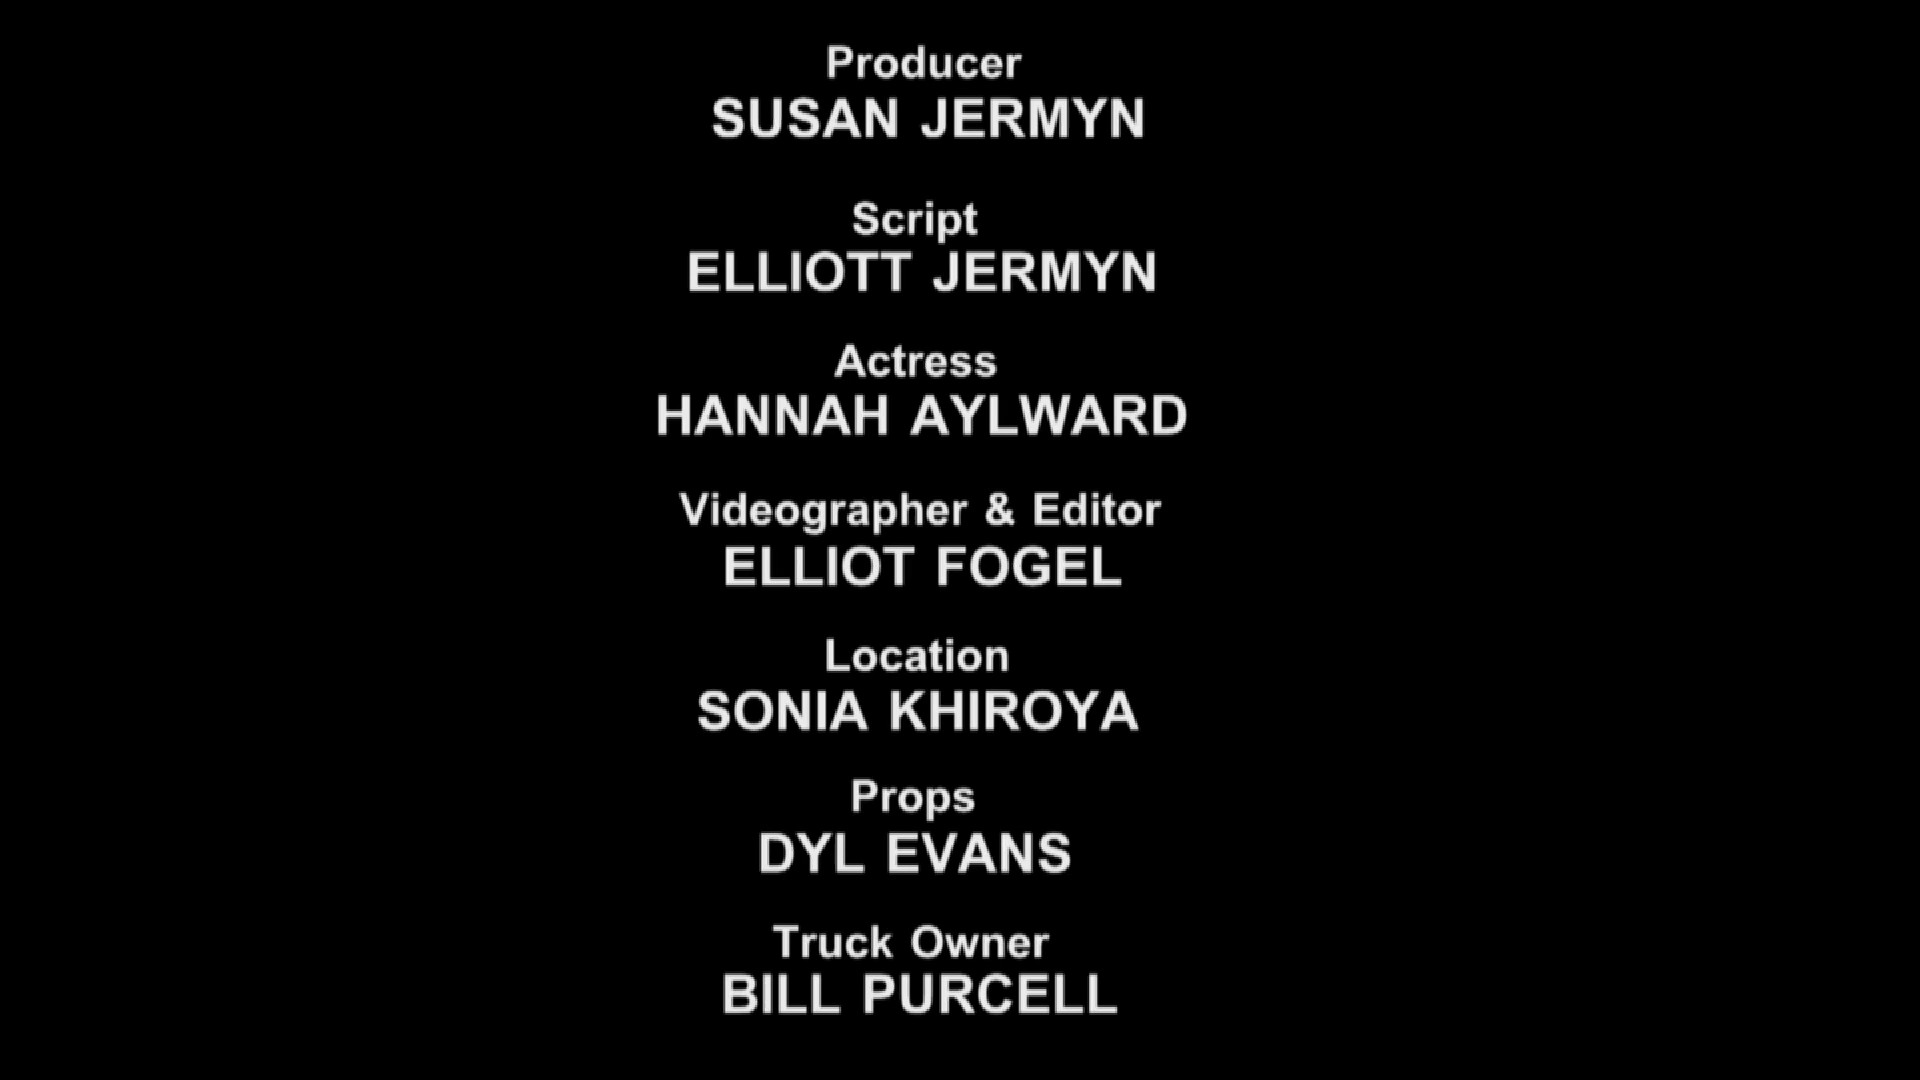 Producer
SUSAN JERMYN
Script
ELLIOTT JERMYN
Actress
HANNAH AYLWARD
Videographer & Editor
ELLIOT FOGEL
Location
SONIA KHIROYA
Props
DYL EVANS
Truck Owner
BILL PURCELL